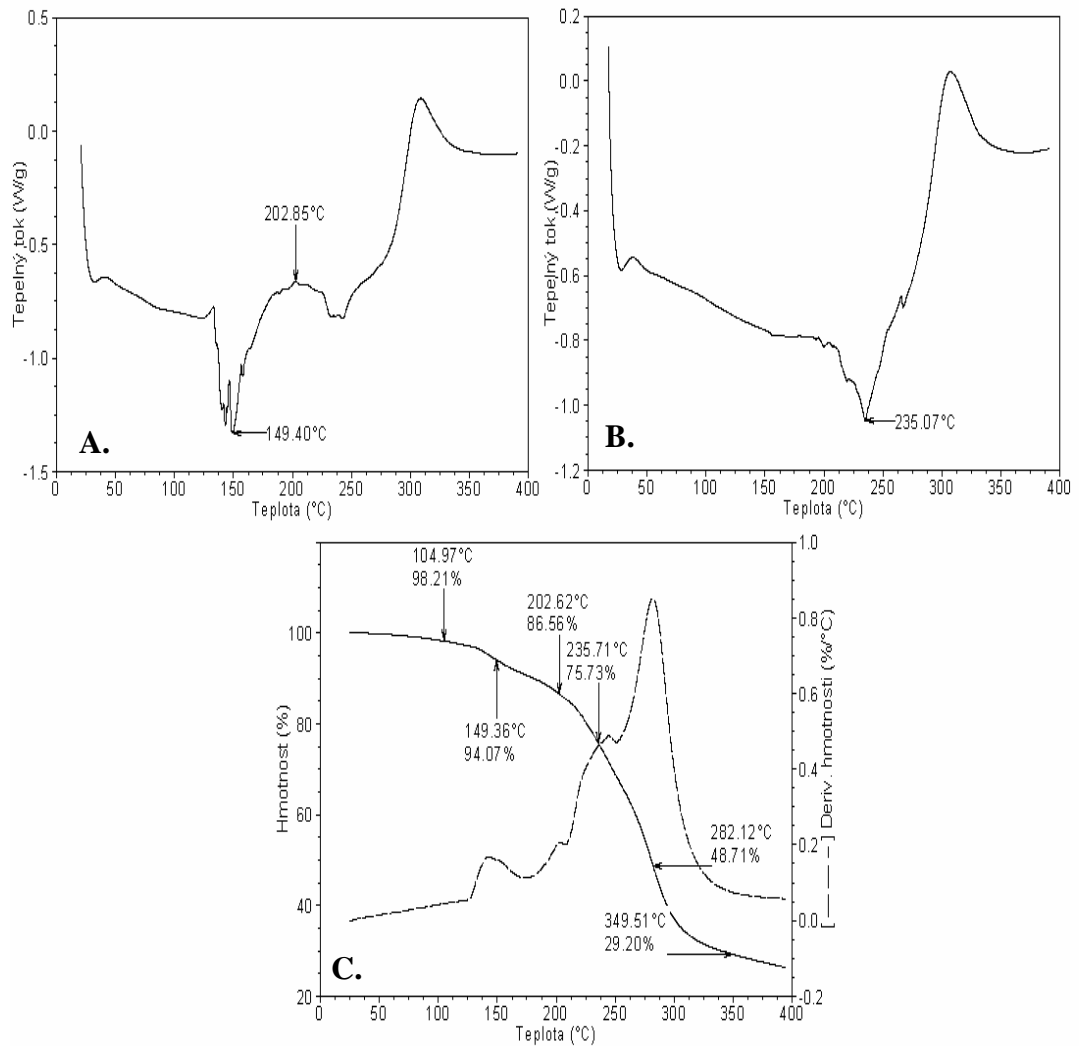 0.5
0.0
-0.5
-1.0
-1.5
Tepelný tok (W/g)
202.85°C
149.40°C
A.
0 50 100 150 200 250 300 350 400
Teplota (°C)
0.2
0.0
-0.2
-0.4
-0.6
-0.8
-1.0
-1.2
Tepelný tok (W/g)
235.07°C
B.
0 50 100 150 200 250 300 350 400
Teplota (°C)
100
80
60
40
20
Hmotnost (%)
104.97°C
98.21%
202.62°C
86.56%
235.71°C
75.73%
149.36°C
94.07%
282.12°C
48.71%
349.51°C
29.20%
C.
1.0
0.8
0.6
0.4
0.2
0.0
-0.2
[— — –] Deriv. hmotnosti (%/°C)
0 50 100 150 200 250 300 350 400
Teplota (°C)